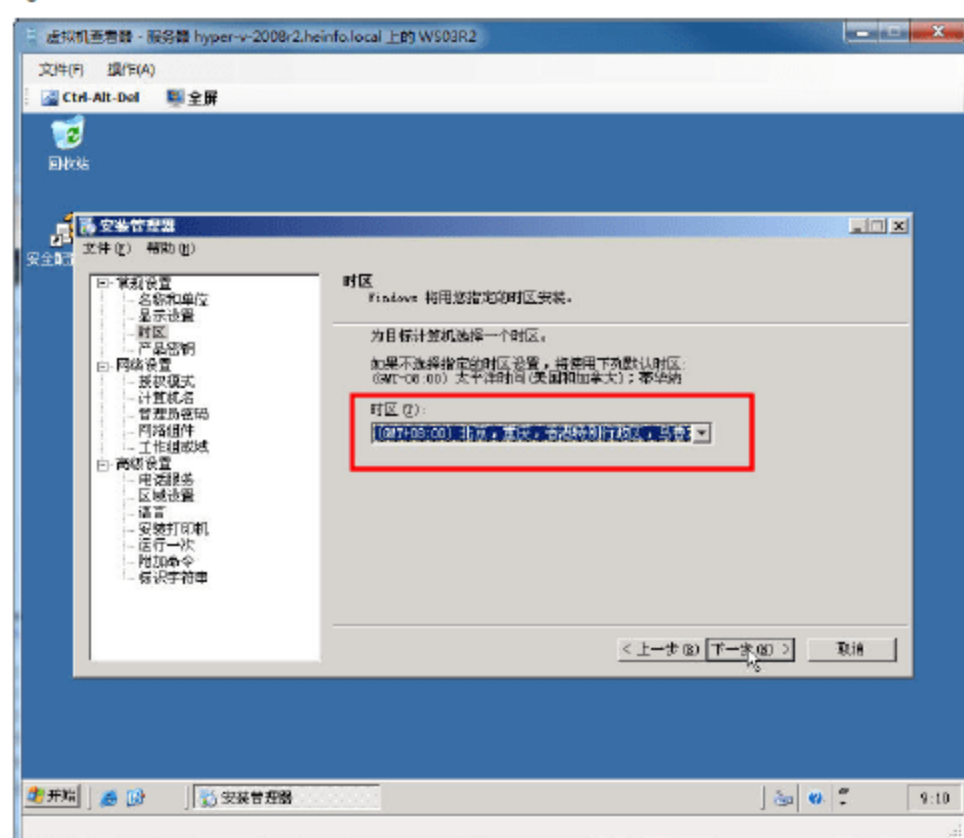 虚拟机查看器 - 服务器 hyper-v-2008r2.heinfo.local 上的 WS03R2
文件(F) 操作(A)
Ctrl-Alt-Del 全屏
回收站
安装管理器
文件(F) 帮助(H)
安全配
常规设置
名称和单位
显示设置
时区
产品密钥
网络设置
授权模式
计算机名
管理员密码
网络组件
工作组或域
高级设置
电话服务
区域设置
语言
安装打印机
运行一次
附加命令
标识字符串
时区
Windows 将用您指定的时区安装。
为目标计算机选择一个时区。
如果不选择指定的时区设置，将使用下列默认时区:
(GMT-08:00) 太平洋时间(美国和加拿大)；蒂华纳
时区(T):
(GMT+08:00) 北京，重庆，香港特别行政区，乌鲁木
< 上一步(B) 下一步(N) > 取消
开始 安装管理器 9:10